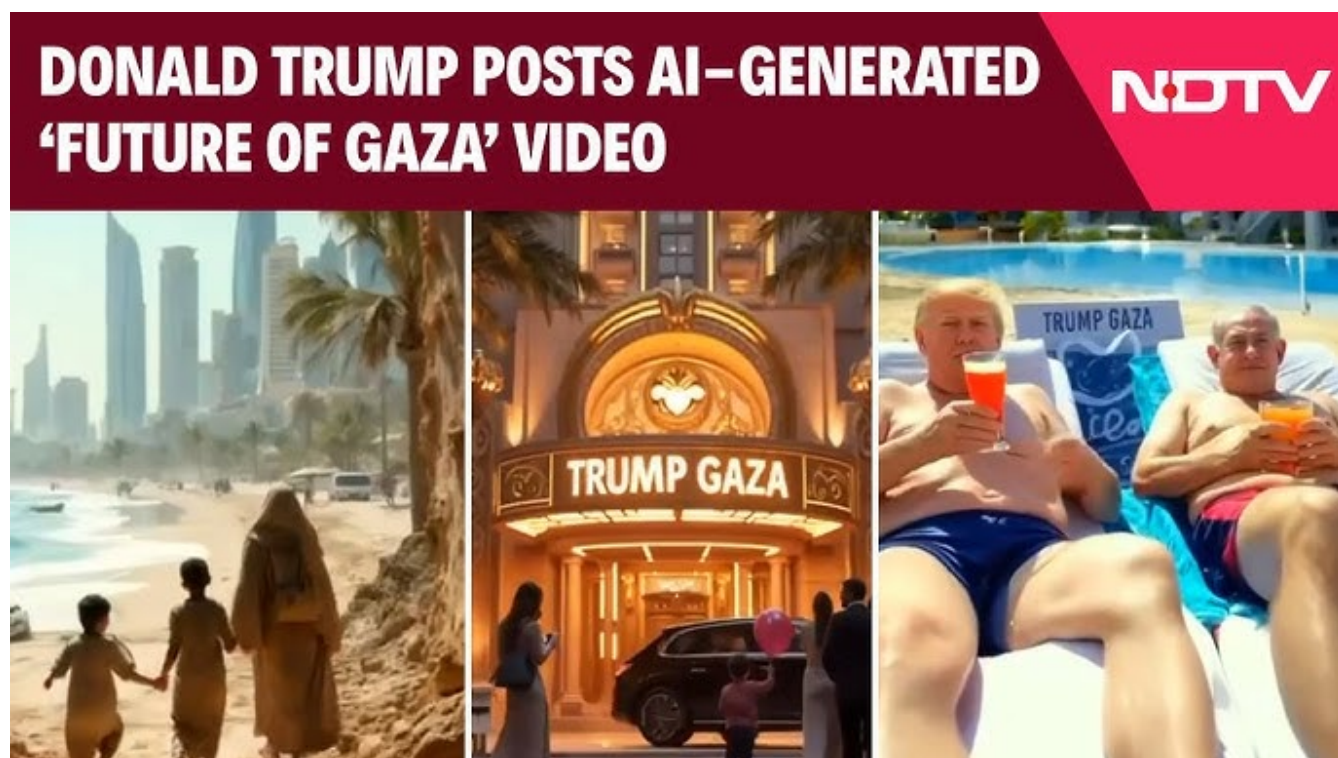 DONALD TRUMP POSTS AI-GENERATED
'FUTURE OF GAZA' VIDEO
NDTV
TRUMP GAZA
TRUMP GAZA